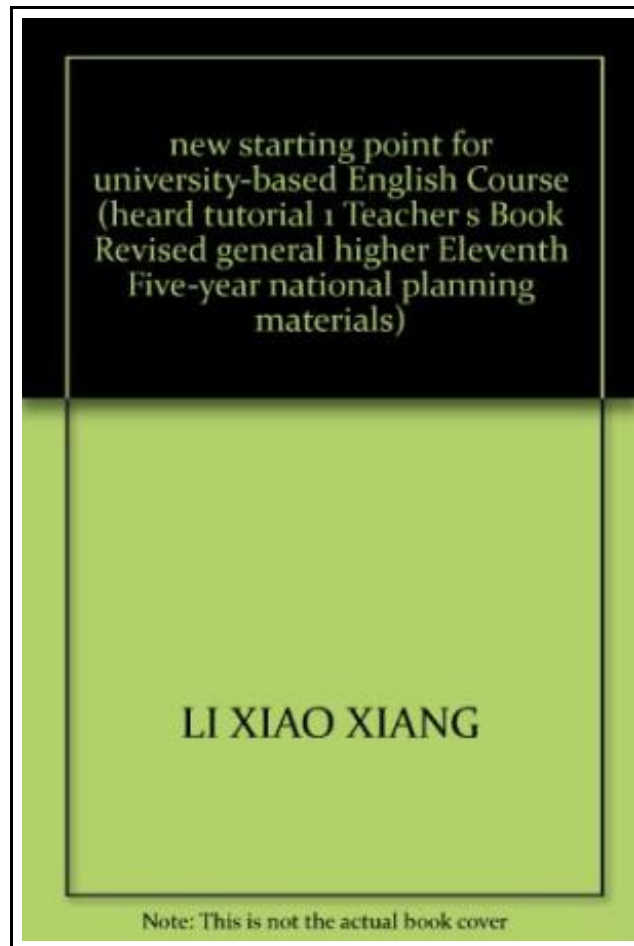 new starting point for
university-based English Course
(heard tutorial 1 Teacher s Book
Revised general higher Eleventh
Five-year national planning
materials)
LI XIAO XIANG
Note: This is not the actual book cover